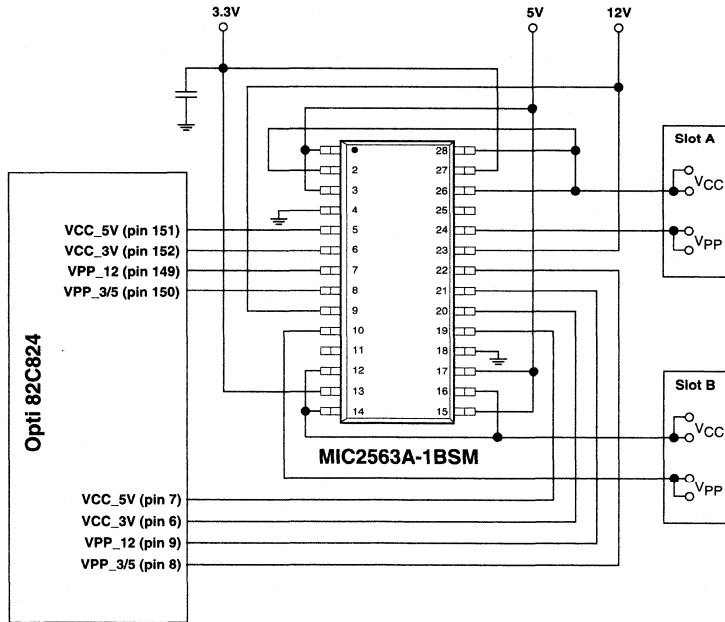 3.3V
5V
12V
Slot A
VCC
VPP
28
2
27
3
26
4
25
5
24
6
23
7
22
8
21
9
20
10
19
11
18
12
17
13
16
14
15
VCC_5V (pin 151)
VCC_3V (pin 152)
VPP_12 (pin 149)
VPP_3/5 (pin 150)
Opti 82C824
MIC2563A-1BSM
Slot B
VCC
VPP
VCC_5V (pin 7)
VCC_3V (pin 6)
VPP_12 (pin 9)
VPP_3/5 (pin 8)